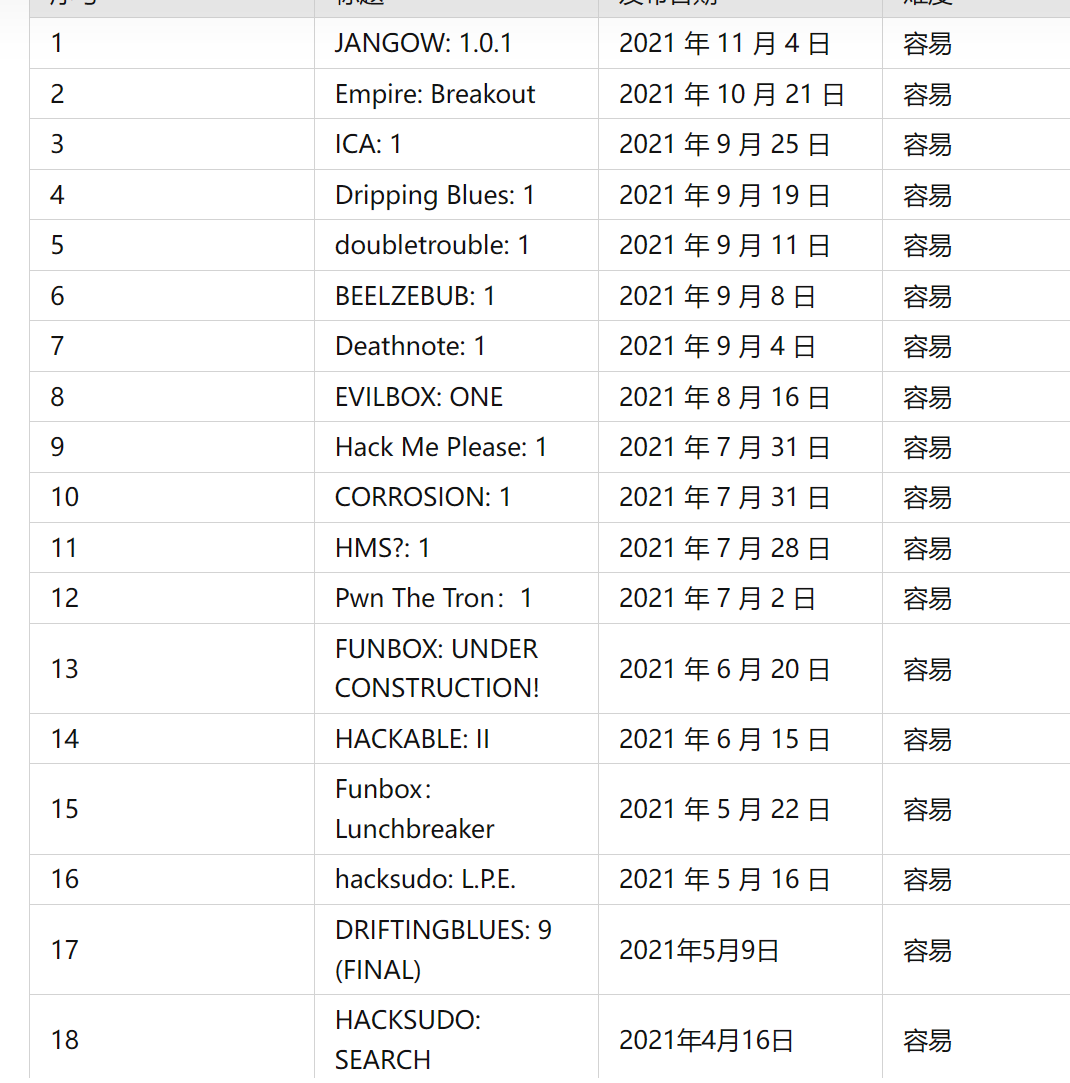 1 JANGOW: 1.0.1 2021 年 11 月 4 日 容易
2 Empire: Breakout 2021 年 10 月 21 日 容易
3 ICA: 1 2021 年 9 月 25 日 容易
4 Dripping Blues: 1 2021 年 9 月 19 日 容易
5 doubletrouble: 1 2021 年 9 月 11 日 容易
6 BEELZEBUB: 1 2021 年 9 月 8 日 容易
7 Deathnote: 1 2021 年 9 月 4 日 容易
8 EVILBOX: ONE 2021 年 8 月 16 日 容易
9 Hack Me Please: 1 2021 年 7 月 31 日 容易
10 CORROSION: 1 2021 年 7 月 31 日 容易
11 HMS?: 1 2021 年 7 月 28 日 容易
12 Pwn The Tron：1 2021 年 7 月 2 日 容易
13 FUNBOX: UNDER
CONSTRUCTION! 2021 年 6 月 20 日 容易
14 HACKABLE: II 2021 年 6 月 15 日 容易
15 Funbox：
Lunchbreaker 2021 年 5 月 22 日 容易
16 hacksudo: L.P.E. 2021 年 5 月 16 日 容易
17 DRIFTINGBLUES: 9
(FINAL) 2021年5月9日 容易
18 HACKSUDO:
SEARCH 2021年4月16日 容易